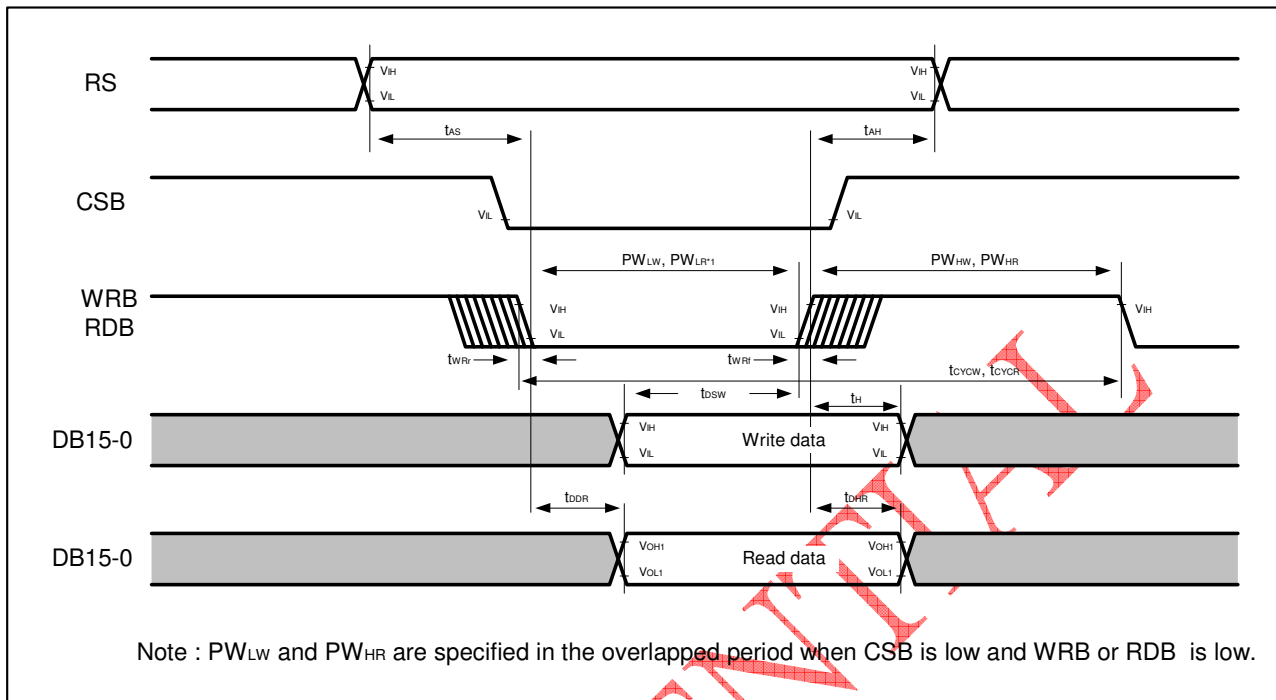 RS
VIH
VIL
VIH
VIL
tAS
tAH
CSB
VIL
VIL
PWLW, PWLR*1
PWHW, PWHR
WRB
RDB
VIH
VIL
VIH
VIL
VIH
tWRr
tWRf
tCYCW, tCYCR
tDSW
tH
DB15-0
VIH
VIL
Write data
VIH
VIL
tDDR
tDHR
DB15-0
VOH1
VOL1
Read data
VOH1
VOL1
Note : PWLW and PWHR are specified in the overlapped period when CSB is low and WRB or RDB is low.
NTIAL